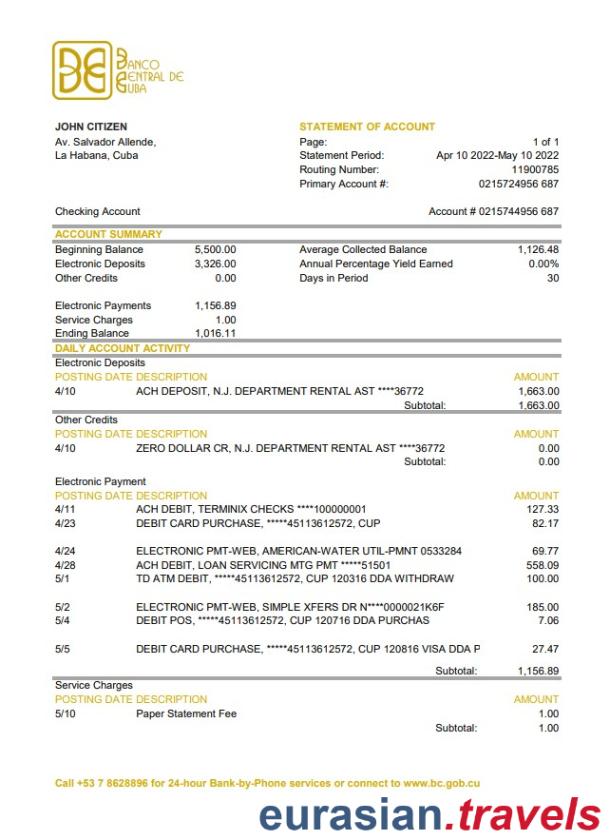 BANCO
CENTRAL DE
CUBA
JOHN CITIZEN
Av. Salvador Allende,
La Habana, Cuba
STATEMENT OF ACCOUNT
Page: 1 of 1
Statement Period: Apr 10 2022-May 10 2022
Routing Number: 11900785
Primary Account #: 0215724956 687
Checking Account Account # 0215744956 687
ACCOUNT SUMMARY
Beginning Balance 5,500.00 Average Collected Balance 1,126.48
Electronic Deposits 3,326.00 Annual Percentage Yield Earned 0.00%
Other Credits 0.00 Days in Period 30
Electronic Payments 1,156.89
Service Charges 1.00
Ending Balance 1,016.11
DAILY ACCOUNT ACTIVITY
Electronic Deposits
POSTING DATE DESCRIPTION AMOUNT
4/10 ACH DEPOSIT, N.J. DEPARTMENT RENTAL AST ****36772 1,663.00
Subtotal: 1,663.00
Other Credits
POSTING DATE DESCRIPTION AMOUNT
4/10 ZERO DOLLAR CR, N.J. DEPARTMENT RENTAL AST ****36772 0.00
Subtotal: 0.00
Electronic Payment
POSTING DATE DESCRIPTION AMOUNT
4/11 ACH DEBIT, TERMINIX CHECKS ****100000001 127.33
4/23 DEBIT CARD PURCHASE, *****45113612572, CUP 82.17
4/24 ELECTRONIC PMT-WEB, AMERICAN-WATER UTIL-PMNT 0533284 69.77
4/28 ACH DEBIT, LOAN SERVICING MTG PMT *****51501 558.09
5/1 TD ATM DEBIT, *****45113612572, CUP 120316 DDA WITHDRAW 100.00
5/2 ELECTRONIC PMT-WEB, SIMPLE XFERS DR N****0000021K6F 185.00
5/4 DEBIT POS, *****45113612572, CUP 120716 DDA PURCHAS 7.06
5/5 DEBIT CARD PURCHASE, *****45113612572, CUP 120816 VISA DDA P 27.47
Subtotal: 1,156.89
Service Charges
POSTING DATE DESCRIPTION AMOUNT
5/10 Paper Statement Fee 1.00
Subtotal: 1.00
Call +53 7 8628896 for 24-hour Bank-by-Phone services or connect to www.bc.gob.cu
eurasian.travels